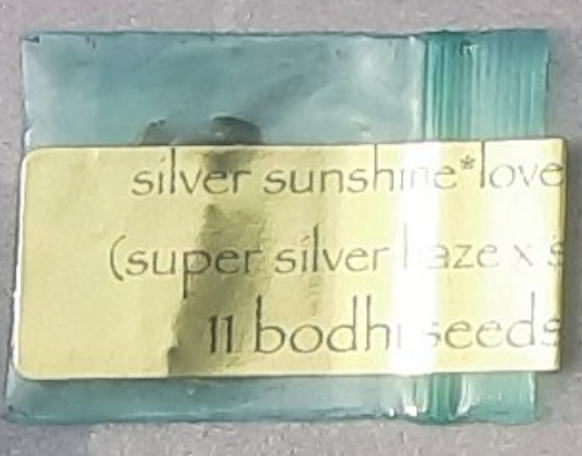 silver sunshine*love
(super silver haze x s
11 bodhi seeds